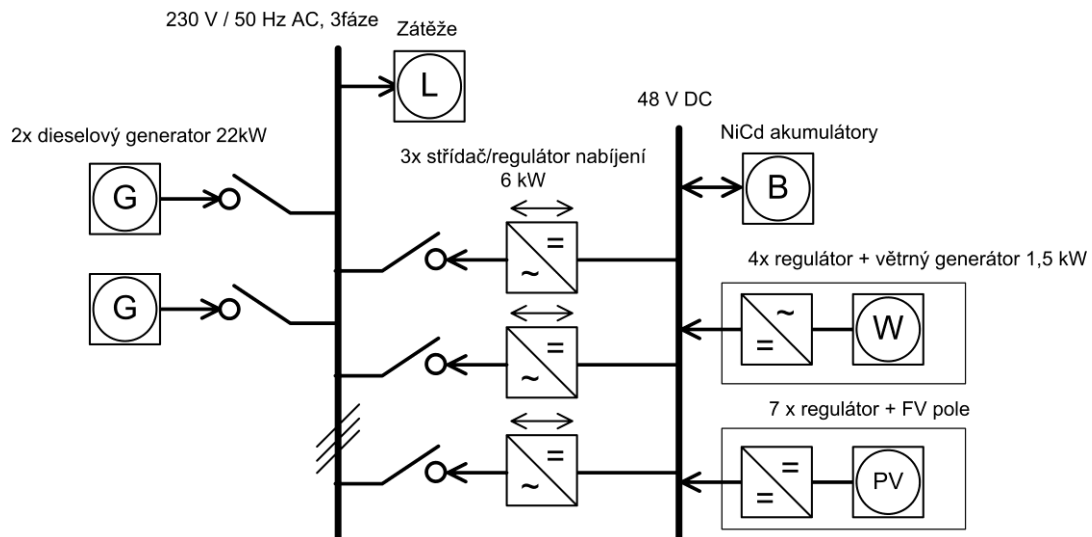 230 V / 50 Hz AC, 3fáze
Zátěže
L
48 V DC
2x dieselový generator 22kW
NiCd akumulátory
3x střídač/regulátor nabíjení
6 kW
G
B
=
~
4x regulátor + větrný generátor 1,5 kW
G
~
=
W
=
~
7 x regulátor + FV pole
=
~
=
=
PV